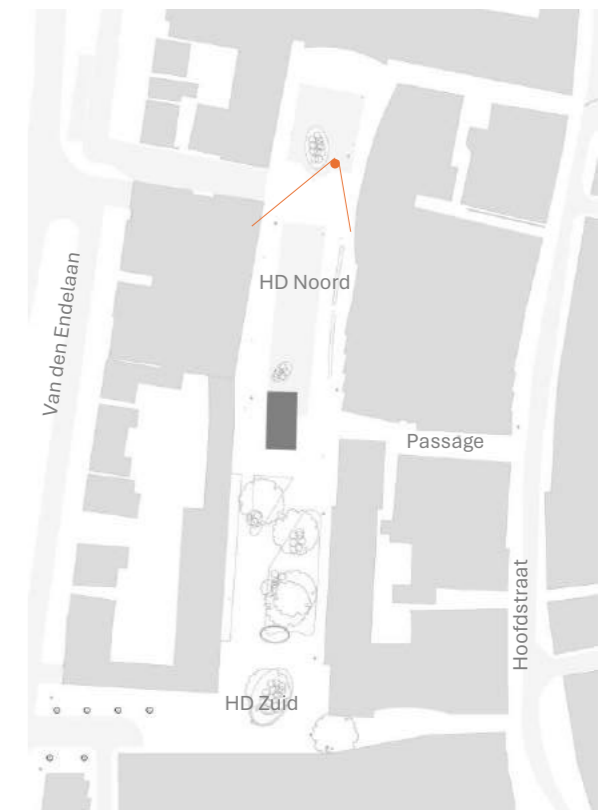 HD Noord
Van den Endelaan
Passage
Hoofdstraat
HD Zuid